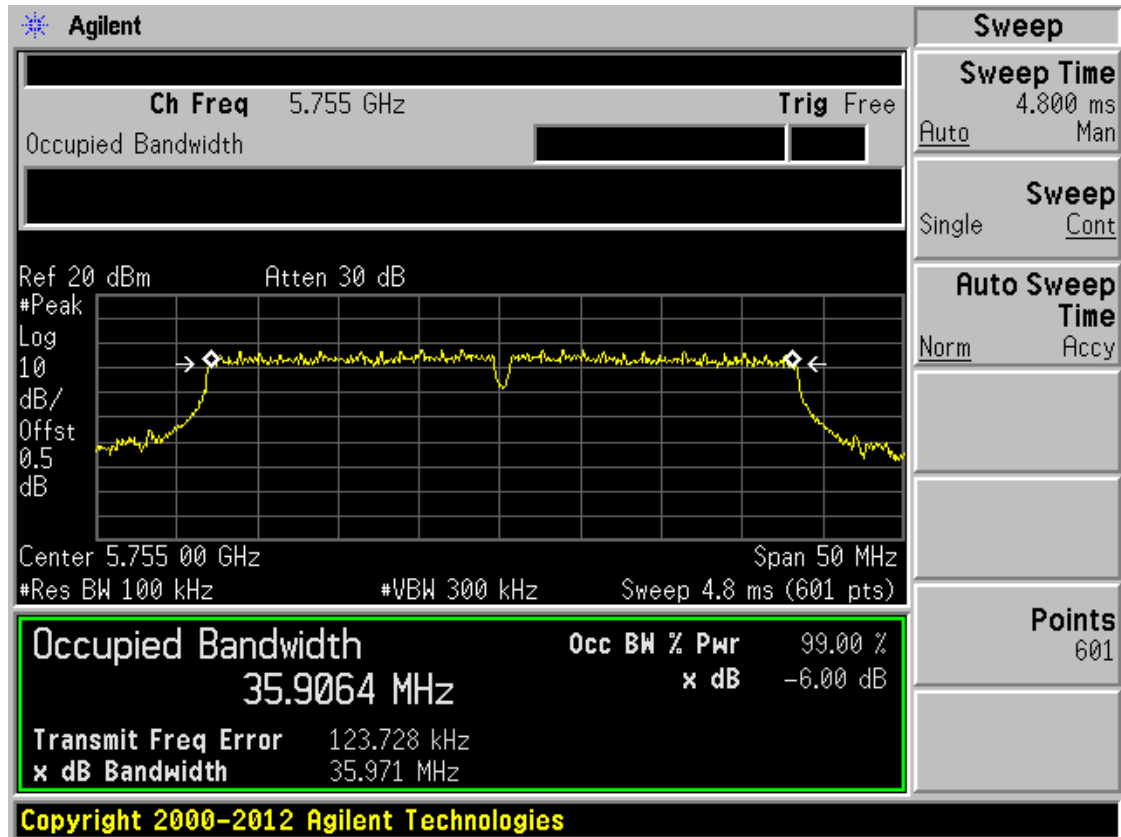 Agilent
Ch Freq 5.755 GHz Trig Free
Occupied Bandwidth
Ref 20 dBm Atten 30 dB
#Peak
Log
10
dB/
Offst
0.5
dB
Center 5.755 00 GHz Span 50 MHz
#Res BW 100 kHz #VBW 300 kHz Sweep 4.8 ms (601 pts)
Occupied Bandwidth
35.9064 MHz
Occ BW % Pwr 99.00 %
x dB -6.00 dB
Transmit Freq Error 123.728 kHz
x dB Bandwidth 35.971 MHz
Copyright 2000-2012 Agilent Technologies
Sweep
Sweep Time
4.800 ms
Auto Man
Sweep
Single Cont
Auto Sweep
Time
Norm Accy
Points
601